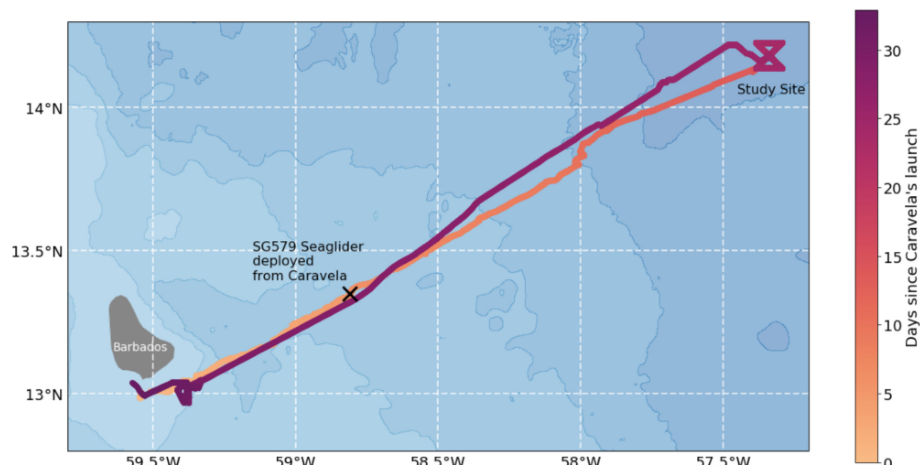 14°N
13.5°N
13°N
Study Site
SG579 Seaglider
deployed
from Caravela
Barbados
59.5°W
59°W
58.5°W
58°W
57.5°W
30
25
20
15
10
5
0
Days since Caravela's launch